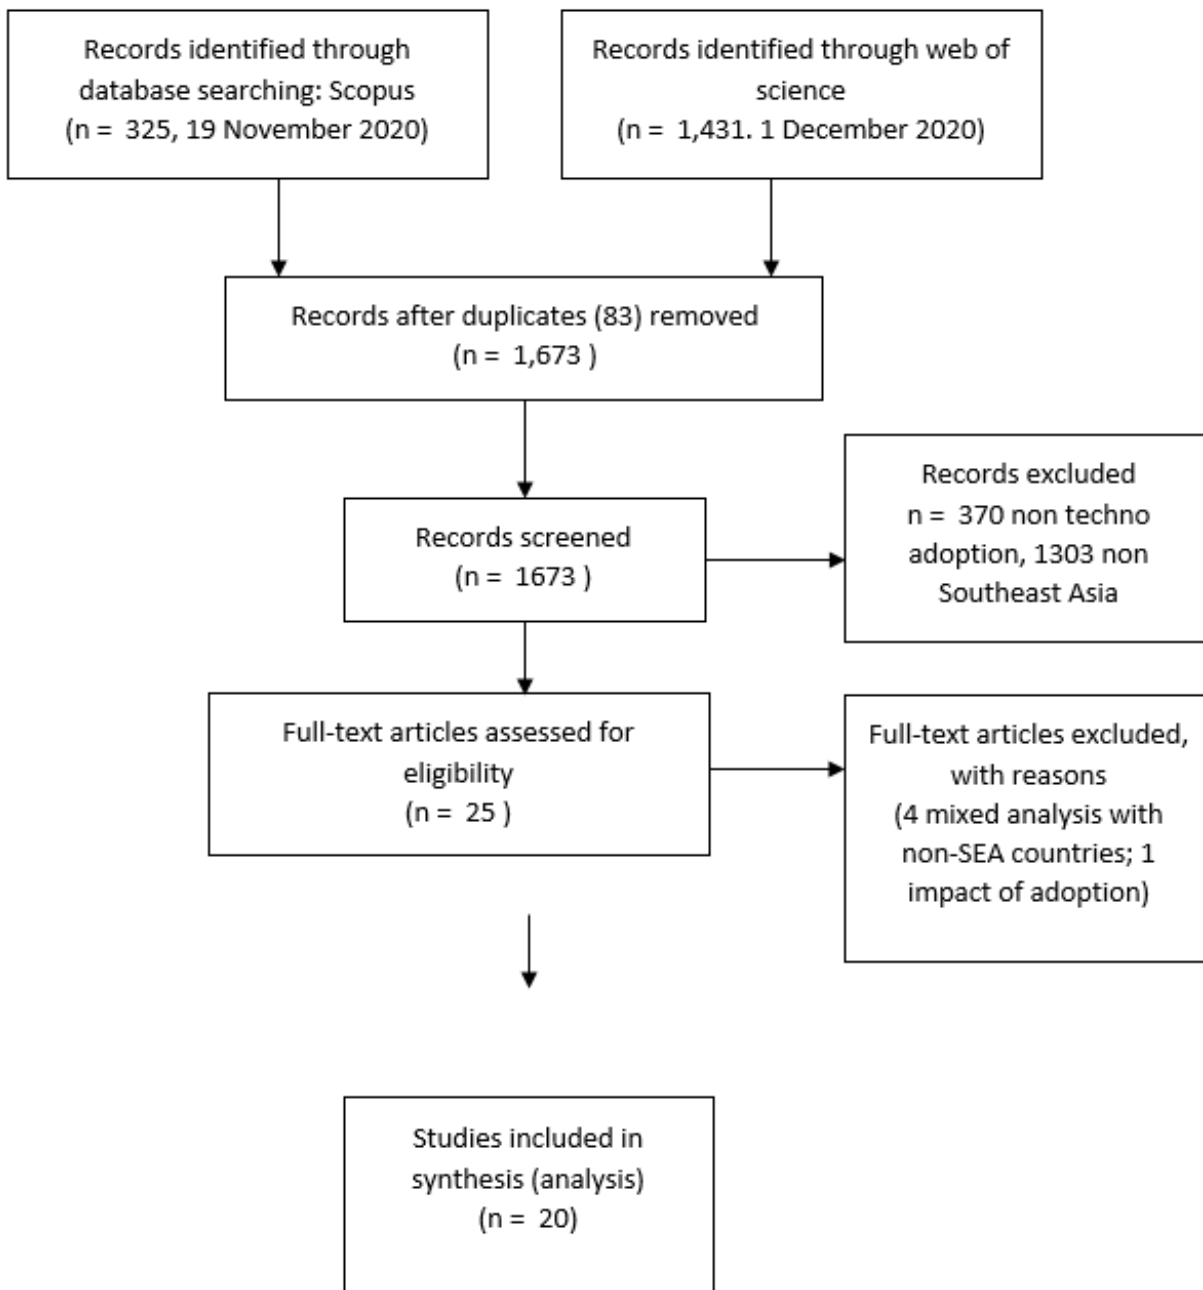 Records identified through
database searching: Scopus
(n =  325, 19 November 2020)
Records identified through web of
science
(n =  1,431. 1 December 2020)
Records after duplicates (83) removed
(n =  1,673 )
Records screened
(n =  1673 )
Records excluded
n =  370 non techno
adoption, 1303 non
Southeast Asia
Full-text articles assessed for
eligibility
(n =  25 )
Full-text articles excluded,
with reasons
(4 mixed analysis with
non-SEA countries; 1
impact of adoption)
Studies included in
synthesis (analysis)
(n =  20)